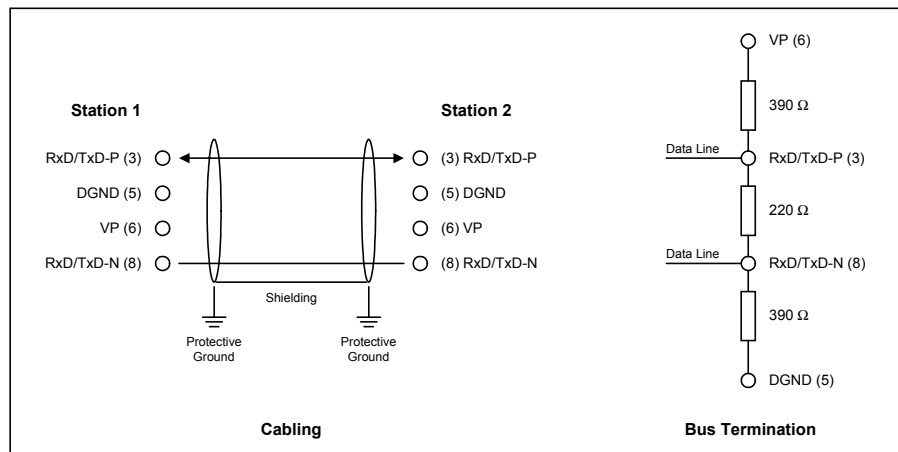 Station 1
Station 2
RxD/TxD-P (3)
(3) RxD/TxD-P
DGND (5)
(5) DGND
VP (6)
(6) VP
RxD/TxD-N (8)
(8) RxD/TxD-N
Shielding
Protective
Ground
Protective
Ground
Cabling
VP (6)
390 Ω
Data Line
RxD/TxD-P (3)
220 Ω
Data Line
RxD/TxD-N (8)
390 Ω
DGND (5)
Bus Termination